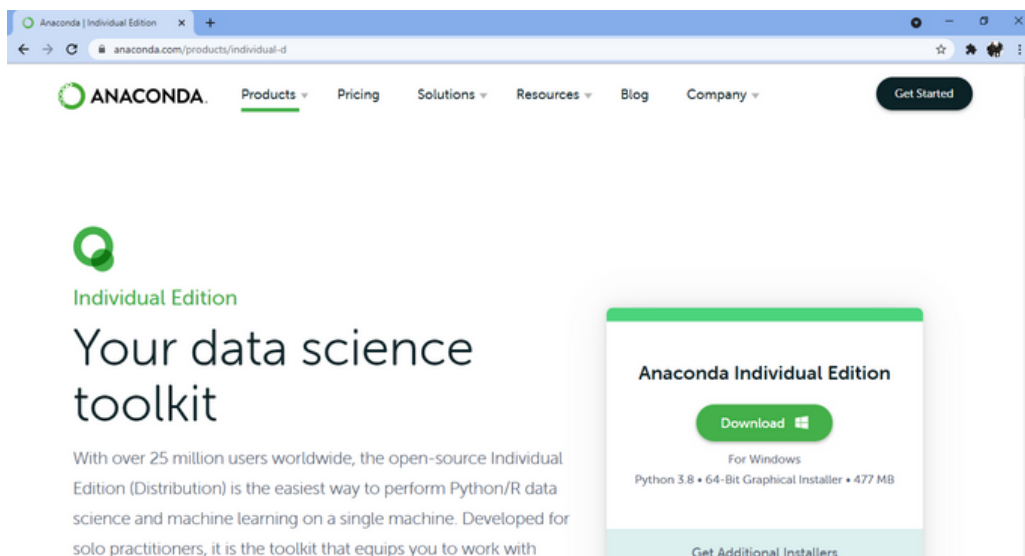 Anaconda | Individual Edition
anaconda.com/products/individual-d
ANACONDA.
Products
Pricing
Solutions
Resources
Blog
Company
Get Started
Individual Edition
Your data science
toolkit
With over 25 million users worldwide, the open-source Individual
Edition (Distribution) is the easiest way to perform Python/R data
science and machine learning on a single machine. Developed for
solo practitioners, it is the toolkit that equips you to work with
Anaconda Individual Edition
Download
For Windows
Python 3.8 • 64-Bit Graphical Installer • 477 MB
Get Additional Installers